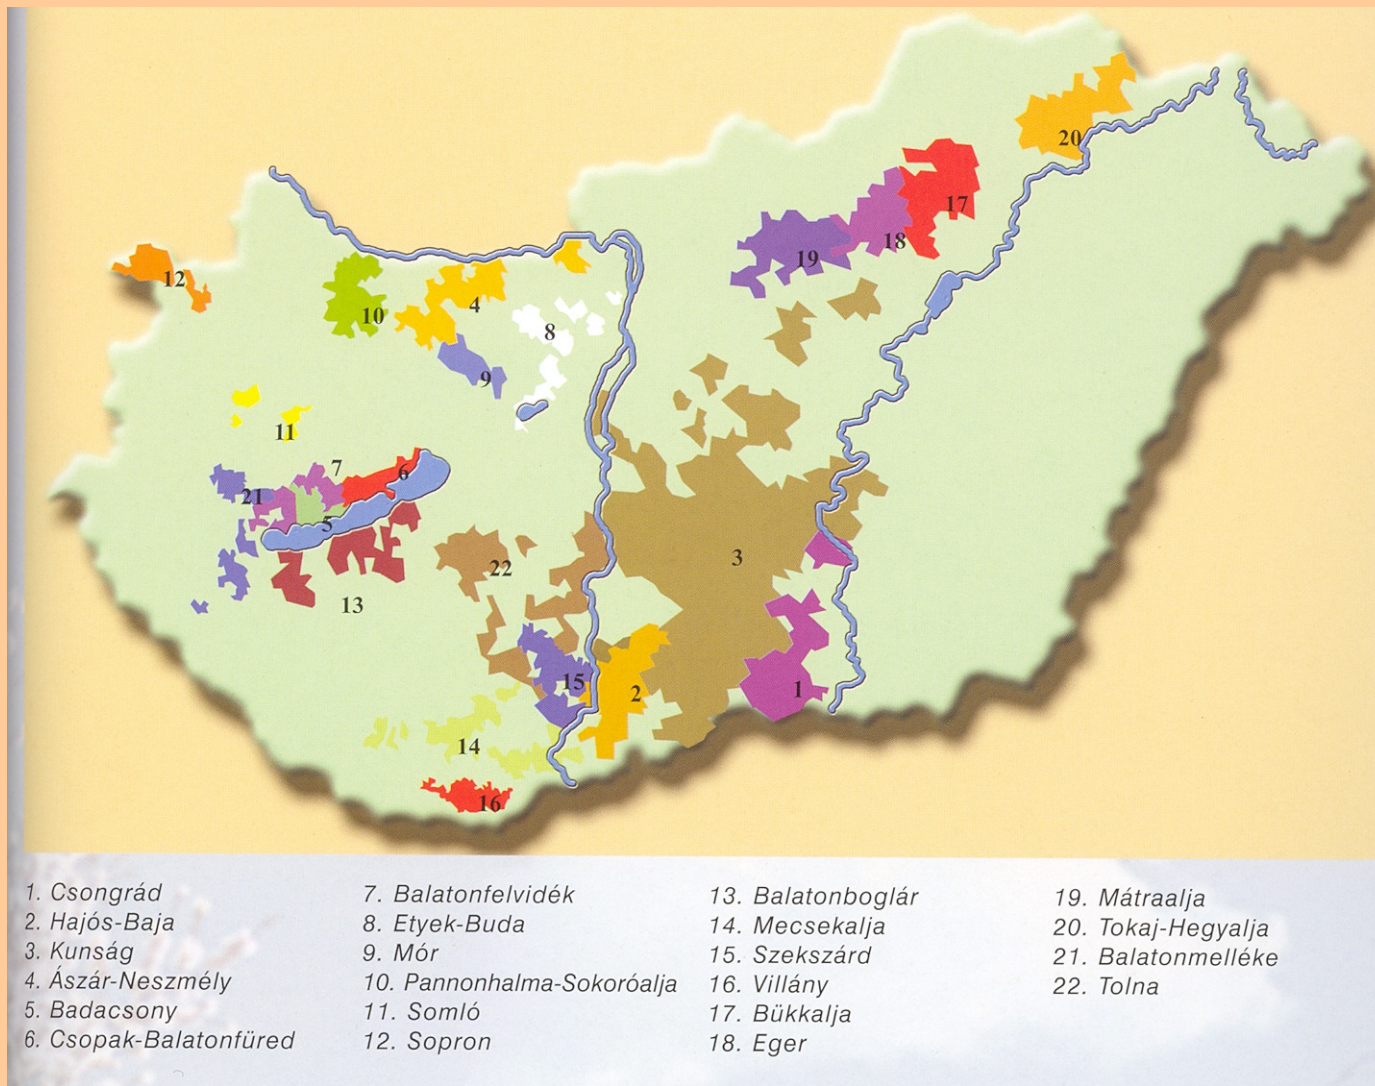 20
17
18
19
12
10
4
8
9
11
7
6
21
5
3
22
13
15
2
1
14
16
1. Csongrád
2. Hajós-Baja
3. Kunság
4. Ászár-Neszmély
5. Badacsony
6. Csopak-Balatonfüred
7. Balatonfelvidék
8. Etyek-Buda
9. Mór
10. Pannonhalma-Sokoróalja
11. Somló
12. Sopron
13. Balatonboglár
14. Mecsekalja
15. Szekszárd
16. Villány
17. Bükkalja
18. Eger
19. Mátraalja
20. Tokaj-Hegyalja
21. Balatonmelléke
22. Tolna